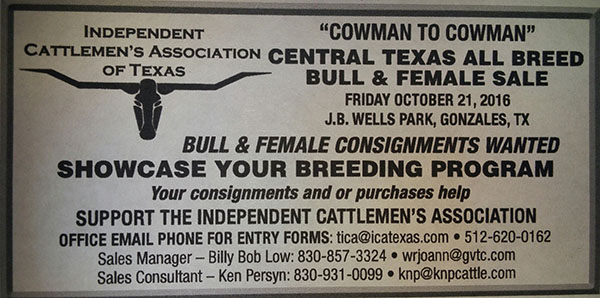 INDEPENDENT
CATTLEMEN'S ASSOCIATION
OF TEXAS
"COWMAN TO COWMAN"
CENTRAL TEXAS ALL BREED
BULL & FEMALE SALE
FRIDAY OCTOBER 21, 2016
J.B. WELLS PARK, GONZALES, TX
BULL & FEMALE CONSIGNMENTS WANTED
SHOWCASE YOUR BREEDING PROGRAM
Your consignments and or purchases help
SUPPORT THE INDEPENDENT CATTLEMEN'S ASSOCIATION
OFFICE EMAIL PHONE FOR ENTRY FORMS: tica@icatexas.com • 512-620-0162
Sales Manager – Billy Bob Low: 830-857-3324 • wrjoann@gvtc.com
Sales Consultant – Ken Persyn: 830-931-0099 • knp@knpcattle.com